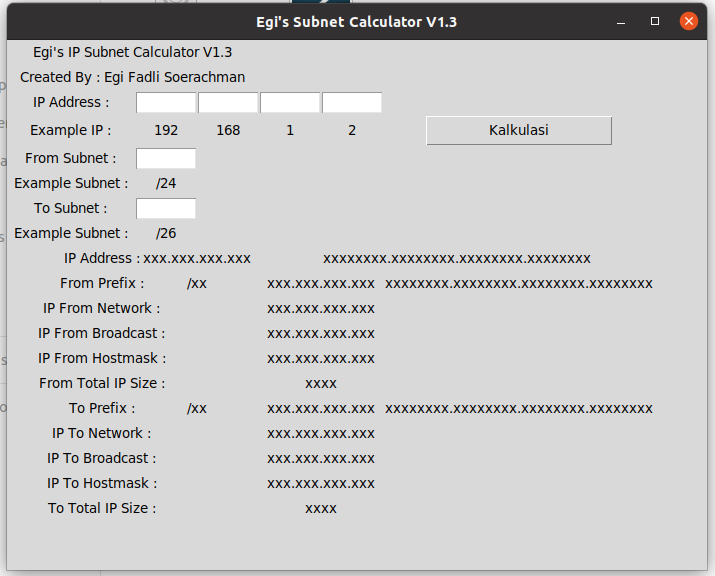 Egi's Subnet Calculator V1.3
Egi's IP Subnet Calculator V1.3
Created By : Egi Fadli Soerachman
IP Address :
Example IP : 192 168 1 2 Kalkulasi
From Subnet :
Example Subnet : /24
To Subnet :
Example Subnet : /26
IP Address : xxx.xxx.xxx.xxx xxxxxxxx.xxxxxxxx.xxxxxxxx.xxxxxxxx
From Prefix : /xx xxx.xxx.xxx.xxx xxxxxxxx.xxxxxxxx.xxxxxxxx.xxxxxxxx
IP From Network : xxx.xxx.xxx.xxx
IP From Broadcast : xxx.xxx.xxx.xxx
IP From Hostmask : xxx.xxx.xxx.xxx
From Total IP Size : xxxx
To Prefix : /xx xxx.xxx.xxx.xxx xxxxxxxx.xxxxxxxx.xxxxxxxx.xxxxxxxx
IP To Network : xxx.xxx.xxx.xxx
IP To Broadcast : xxx.xxx.xxx.xxx
IP To Hostmask : xxx.xxx.xxx.xxx
To Total IP Size : xxxx